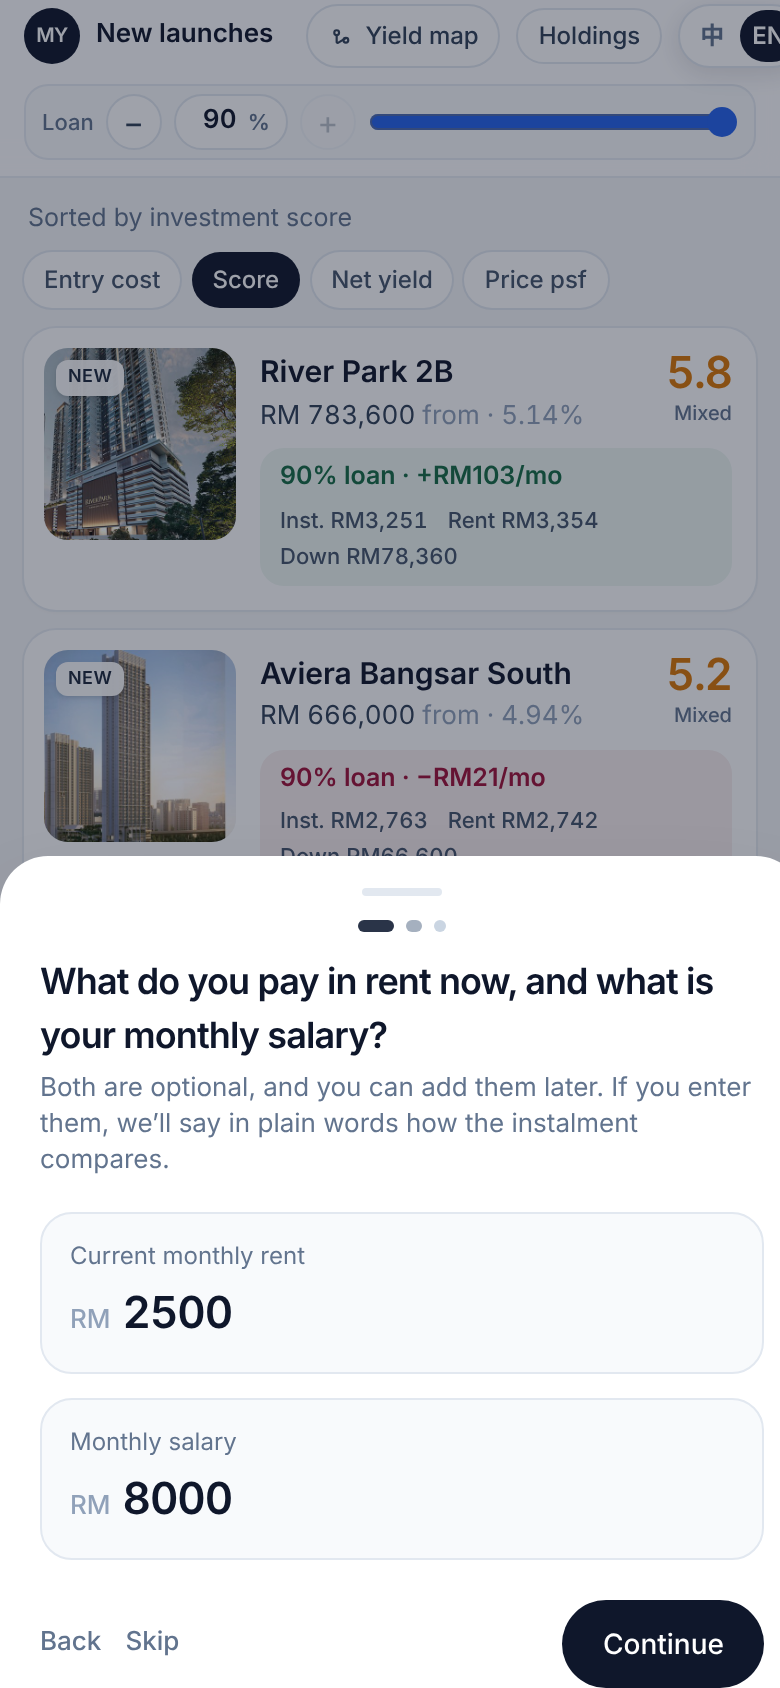 MY New launches Yield map Holdings 中 EN
Loan − 90 % +
Sorted by investment score
Entry cost Score Net yield Price psf
NEW
River Park 2B
5.8
RM 783,600 from · 5.14%
Mixed
90% loan · +RM103/mo
Inst. RM3,251 Rent RM3,354
Down RM78,360
NEW
Aviera Bangsar South
5.2
RM 666,000 from · 4.94%
Mixed
90% loan · −RM21/mo
Inst. RM2,763 Rent RM2,742
Down RM66,600
What do you pay in rent now, and what is
your monthly salary?
Both are optional, and you can add them later. If you enter
them, we’ll say in plain words how the instalment
compares.
Current monthly rent
RM 2500
Monthly salary
RM 8000
Back Skip Continue